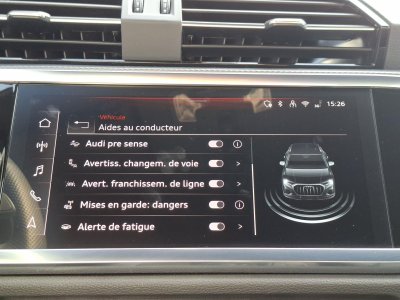 15:26
Véhicule
Aides au conducteur
Audi pre sense
Avertiss. changem. de voie
Avert. franchissem. de ligne
Mises en garde: dangers
Alerte de fatigue